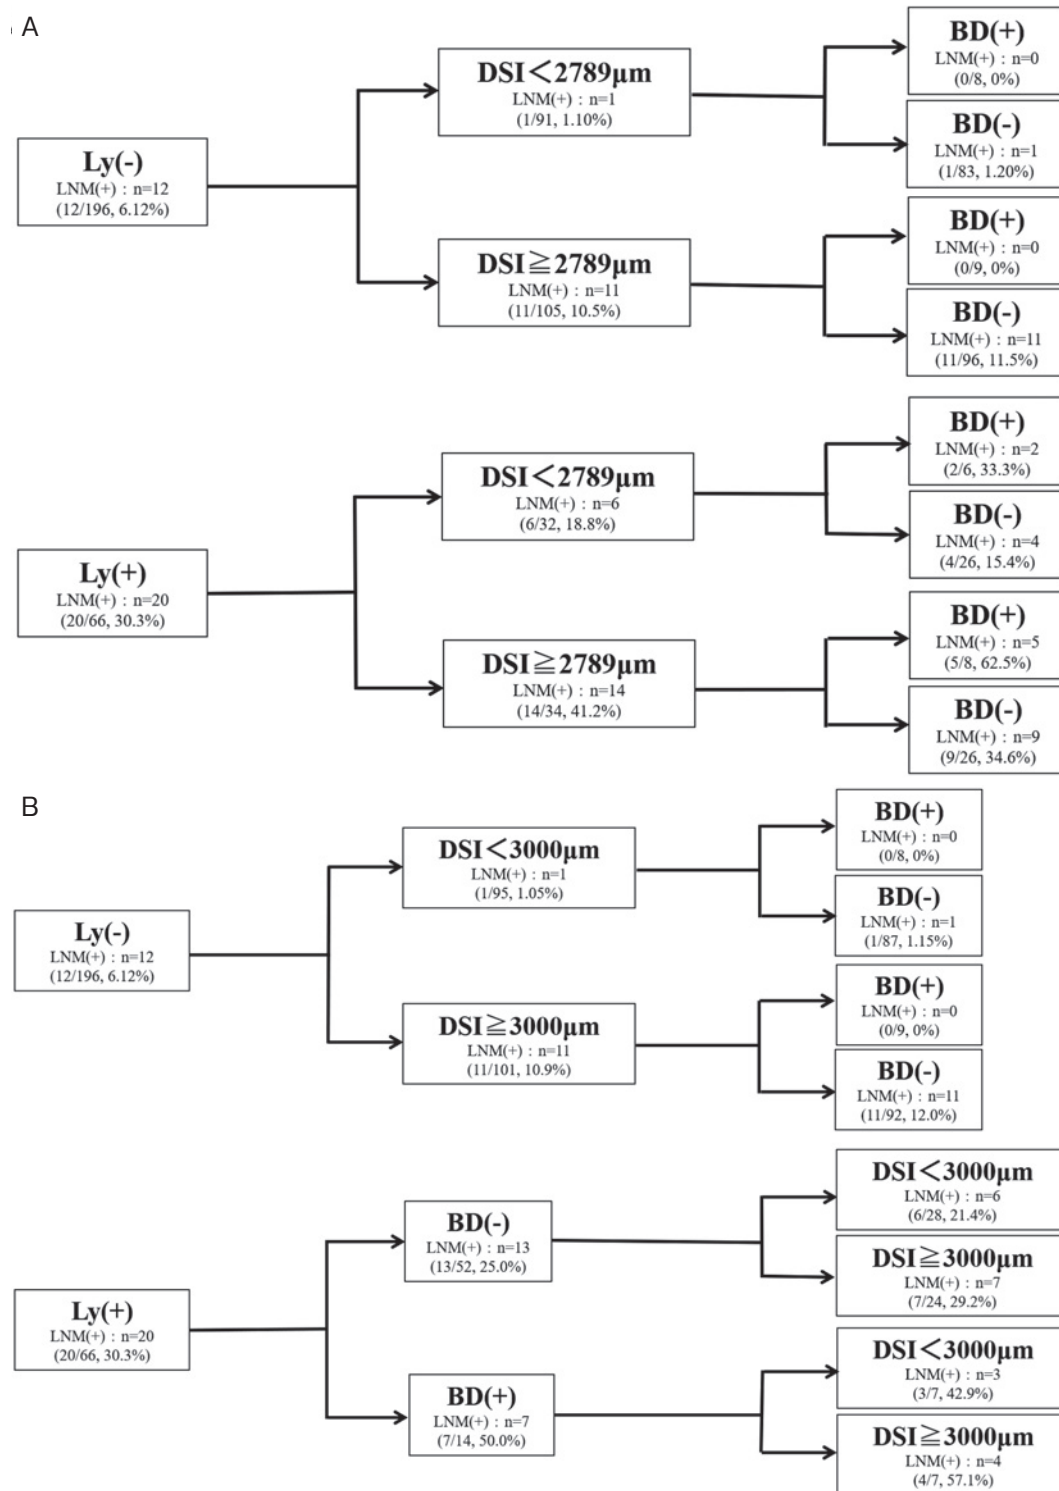 A
Ly(-)
LNM(+) : n=12
(12/196, 6.12%)
DSI<2789μm
LNM(+) : n=1
(1/91, 1.10%)
BD(+)
LNM(+) : n=0
(0/8, 0%)
BD(-)
LNM(+) : n=1
(1/83, 1.20%)
DSI≧2789μm
LNM(+) : n=11
(11/105, 10.5%)
BD(+)
LNM(+) : n=0
(0/9, 0%)
BD(-)
LNM(+) : n=11
(11/96, 11.5%)
Ly(+)
LNM(+) : n=20
(20/66, 30.3%)
DSI<2789μm
LNM(+) : n=6
(6/32, 18.8%)
BD(+)
LNM(+) : n=2
(2/6, 33.3%)
BD(-)
LNM(+) : n=4
(4/26, 15.4%)
DSI≧2789μm
LNM(+) : n=14
(14/34, 41.2%)
BD(+)
LNM(+) : n=5
(5/8, 62.5%)
BD(-)
LNM(+) : n=9
(9/26, 34.6%)
B
Ly(-)
LNM(+) : n=12
(12/196, 6.12%)
DSI<3000μm
LNM(+) : n=1
(1/95, 1.05%)
BD(+)
LNM(+) : n=0
(0/8, 0%)
BD(-)
LNM(+) : n=1
(1/87, 1.15%)
DSI≧3000μm
LNM(+) : n=11
(11/101, 10.9%)
BD(+)
LNM(+) : n=0
(0/9, 0%)
BD(-)
LNM(+) : n=11
(11/92, 12.0%)
Ly(+)
LNM(+) : n=20
(20/66, 30.3%)
BD(-)
LNM(+) : n=13
(13/52, 25.0%)
DSI<3000μm
LNM(+) : n=6
(6/28, 21.4%)
DSI≧3000μm
LNM(+) : n=7
(7/24, 29.2%)
BD(+)
LNM(+) : n=7
(7/14, 50.0%)
DSI<3000μm
LNM(+) : n=3
(3/7, 42.9%)
DSI≧3000μm
LNM(+) : n=4
(4/7, 57.1%)